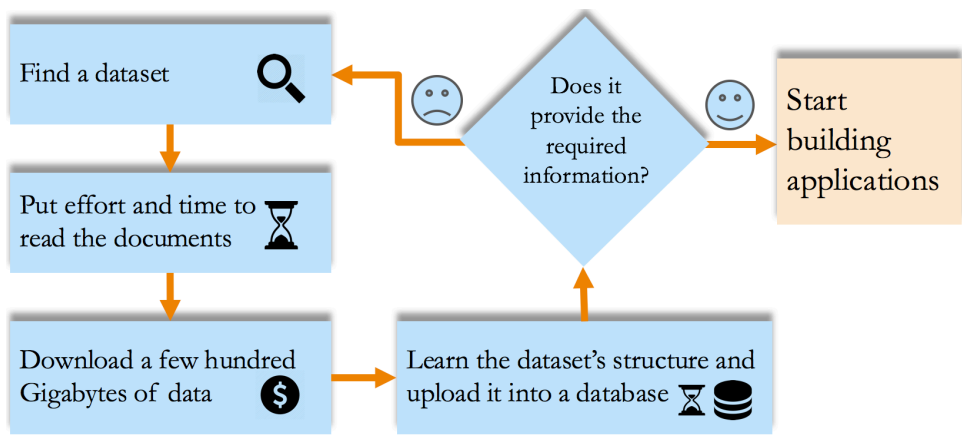 Find a dataset
Put effort and time to
read the documents
Download a few hundred
Gigabytes of data
$
Learn the dataset's structure and
upload it into a database
Does it
provide the
required
information?
Start
building
applications